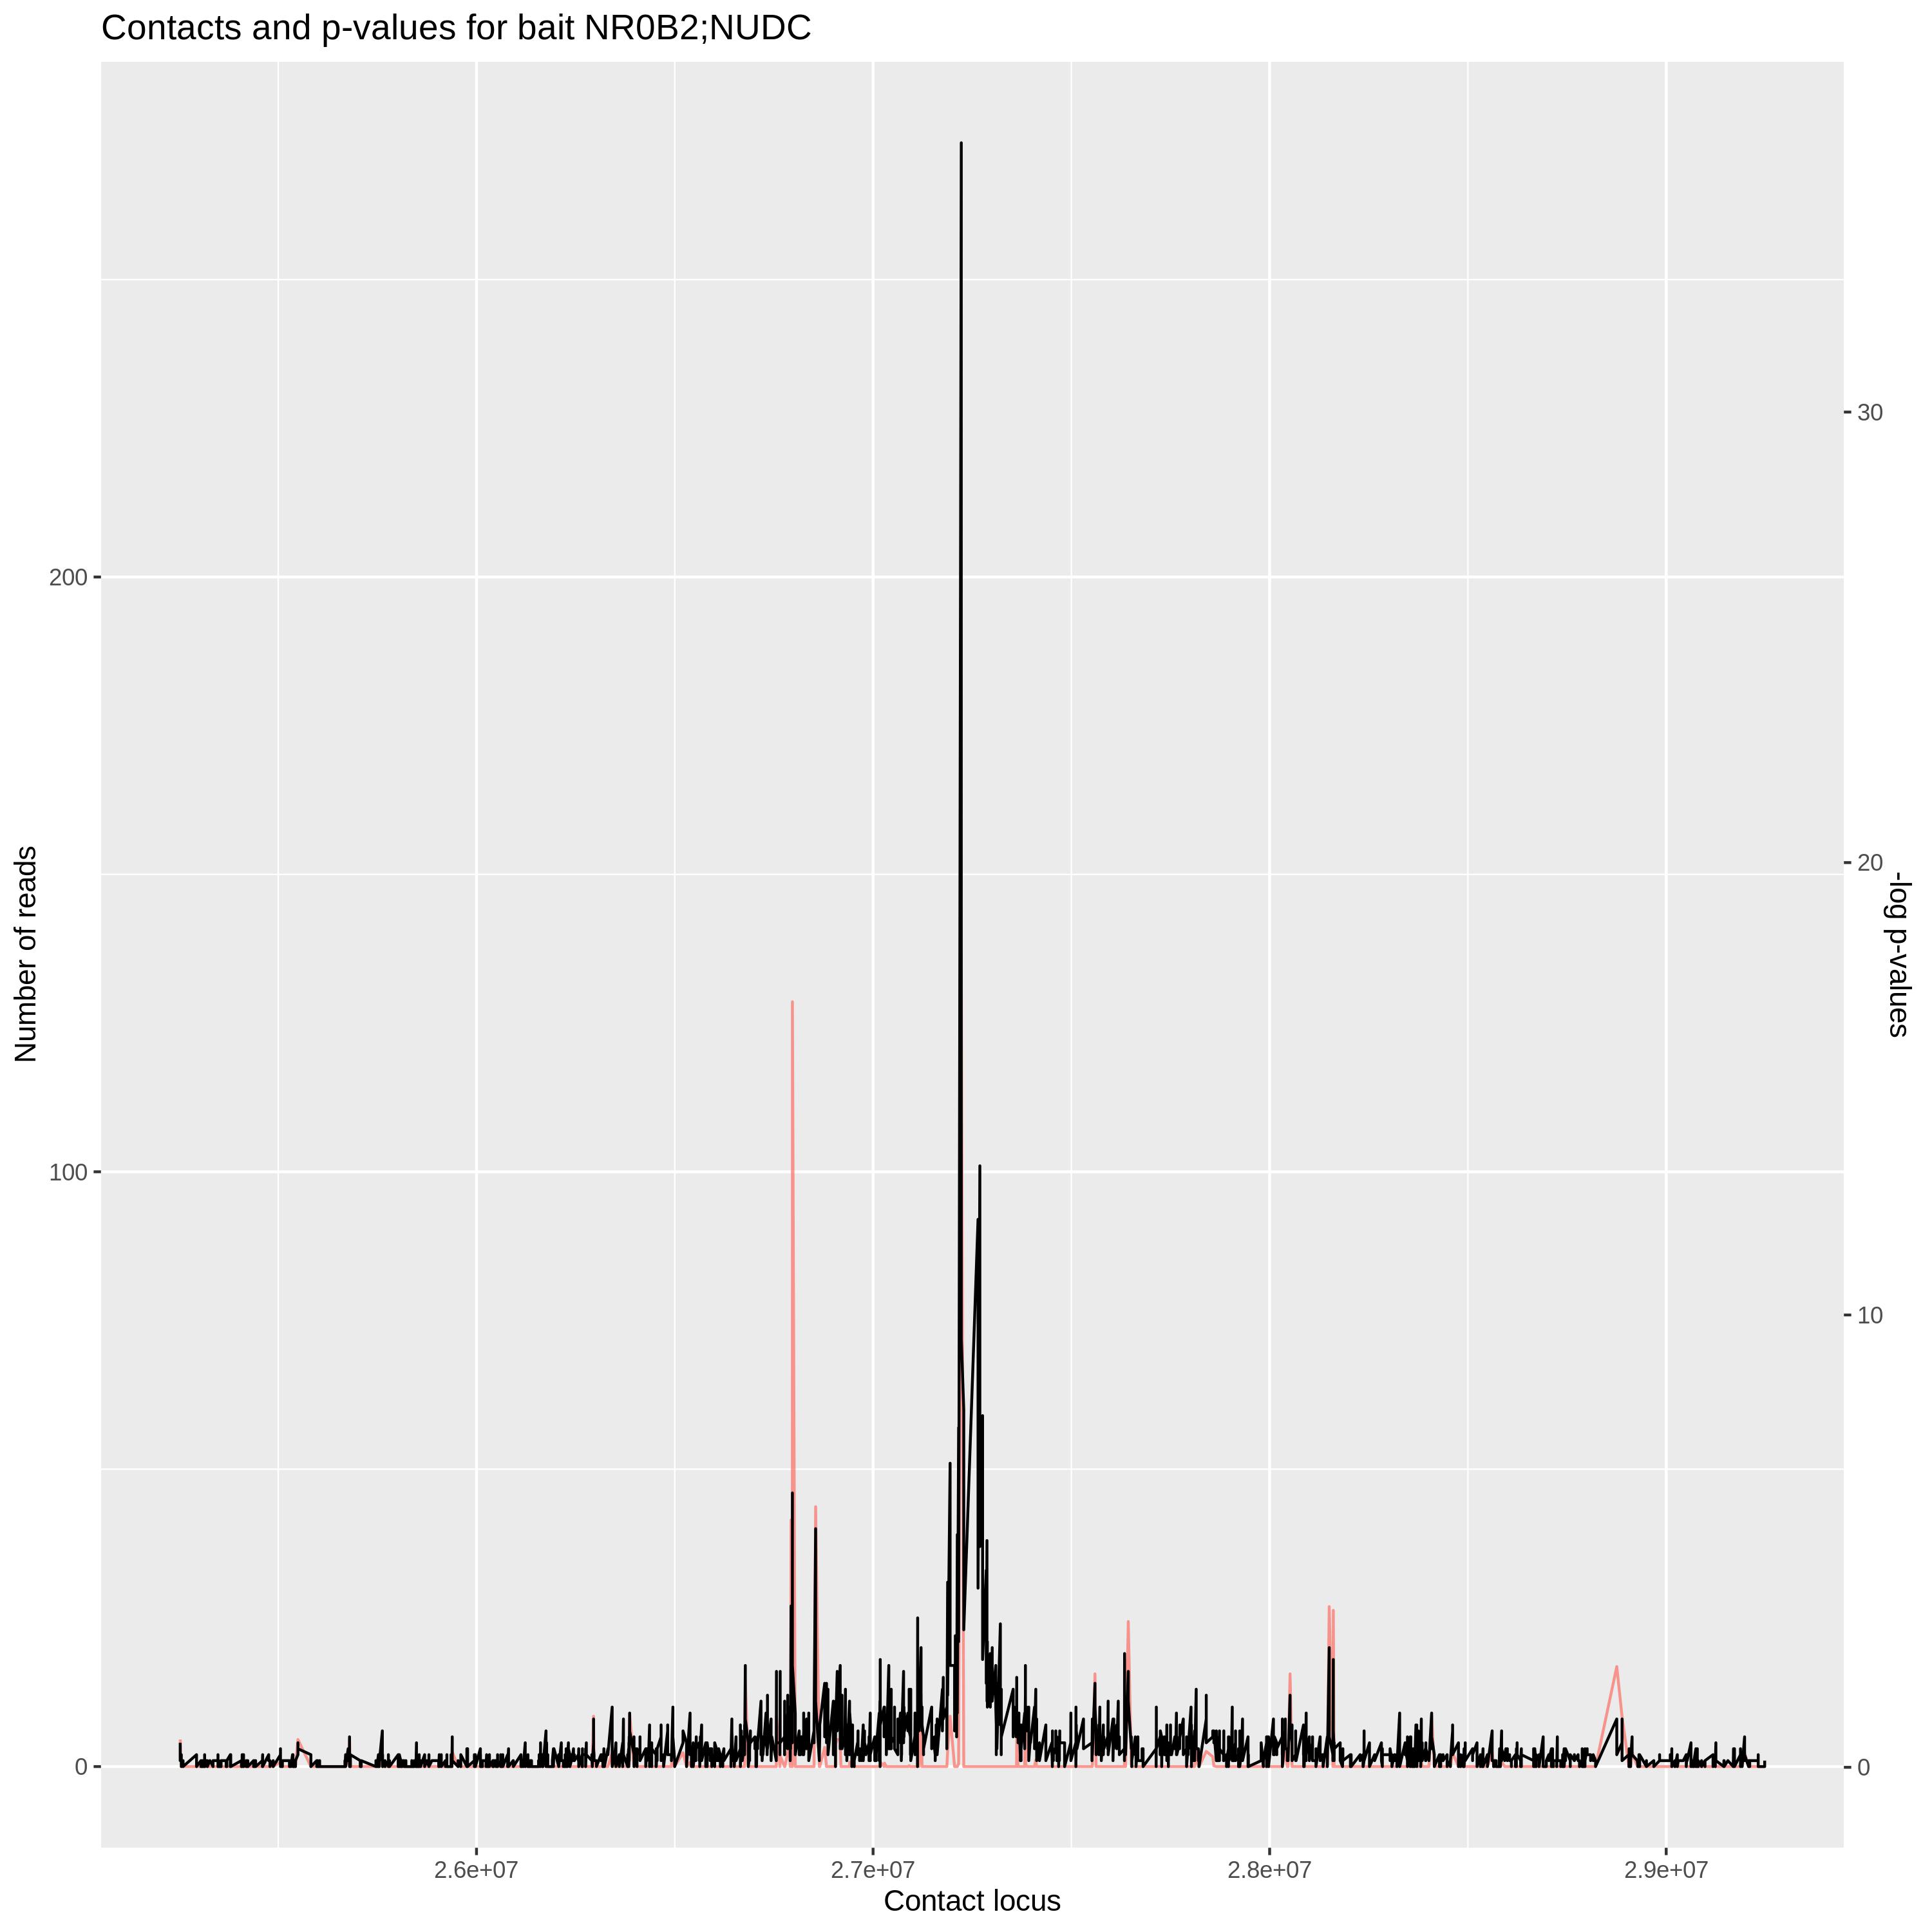 Contacts and p-values for bait NR0B2;NUDC
Number of reads
200
100
0
30
20
10
0
-log p-values
2.6e+07
2.7e+07
2.8e+07
2.9e+07
Contact locus